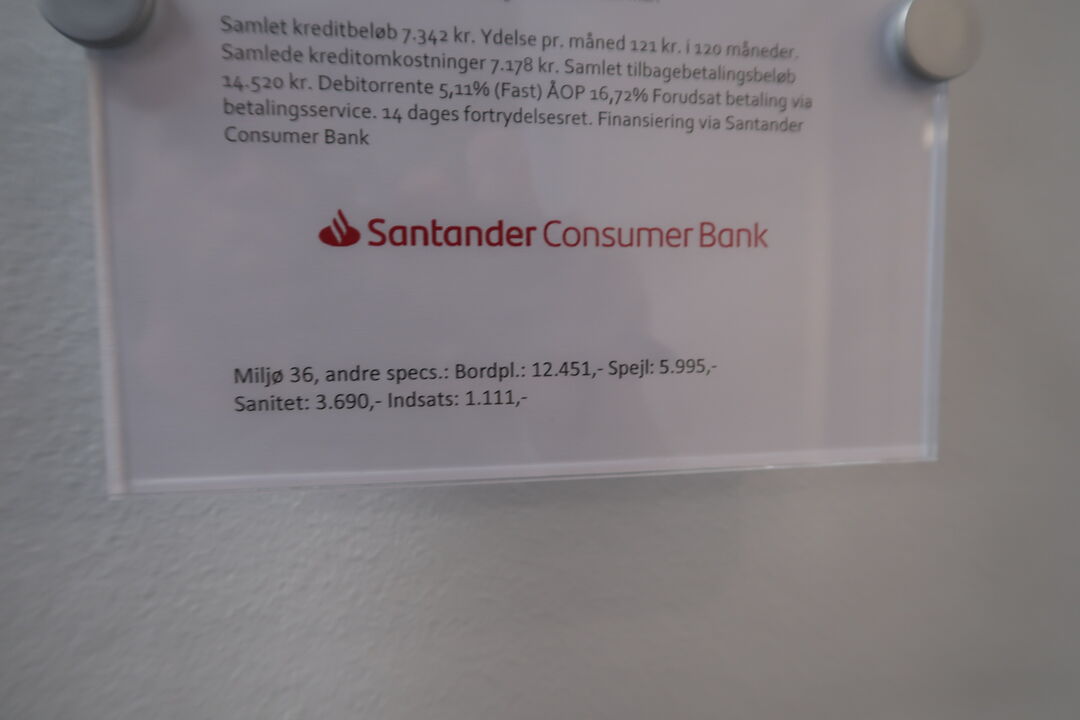 Samlet kreditbeløb 7.342 kr. Ydelse pr. måned 121 kr. i 120 måneder.
Samlede kreditomkostninger 7.178 kr. Samlet tilbagebetalingsbeløb
14.520 kr. Debitorrente 5,11% (Fast) ÅOP 16,72% Forudsat betaling via
betalingsservice. 14 dages fortrydelsesret. Finansiering via Santander
Consumer Bank
Santander Consumer Bank
Miljø 36, andre specs.: Bordpl.: 12.451,- Spejl: 5.995,-
Sanitet: 3.690,- Indsats: 1.111,-